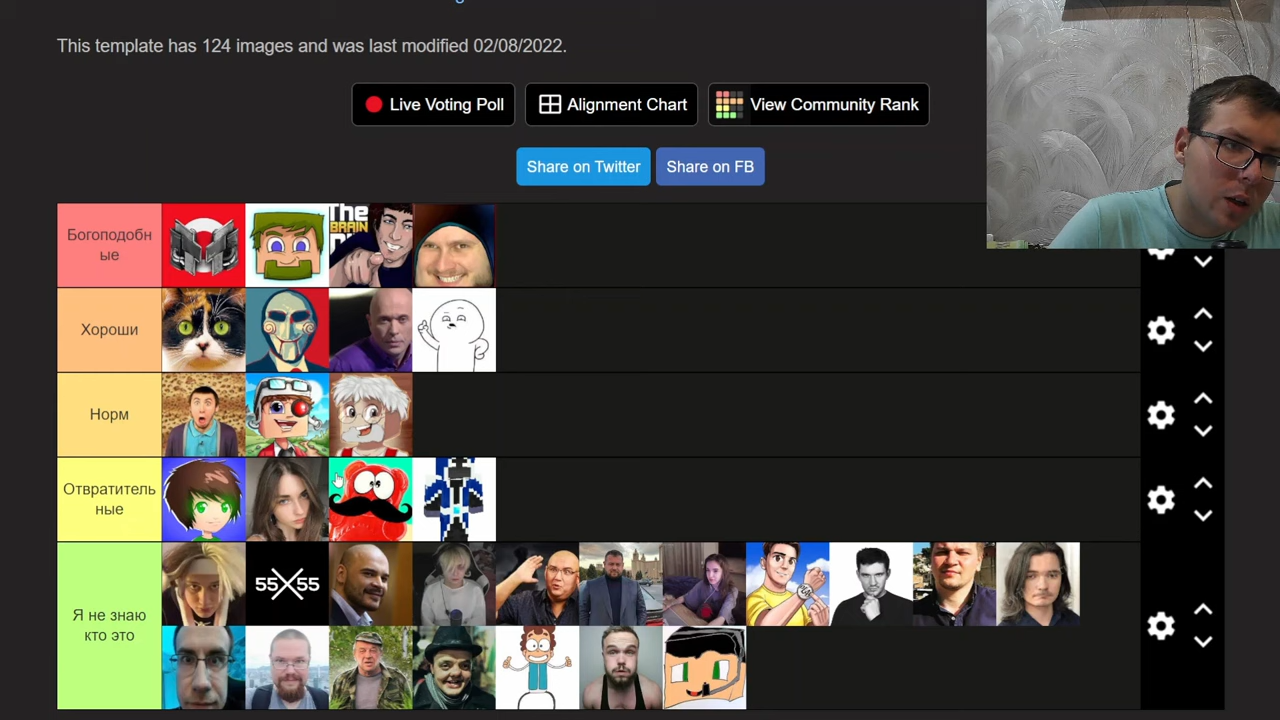 This template has 124 images and was last modified 02/08/2022.
Live Voting Poll
Alignment Chart
View Community Rank
Share on Twitter
Share on FB
Богоподобн
ые
The
BRAIN
Хороши
Норм
Отвратитель
ные
Я не знаю
кто это
55X55